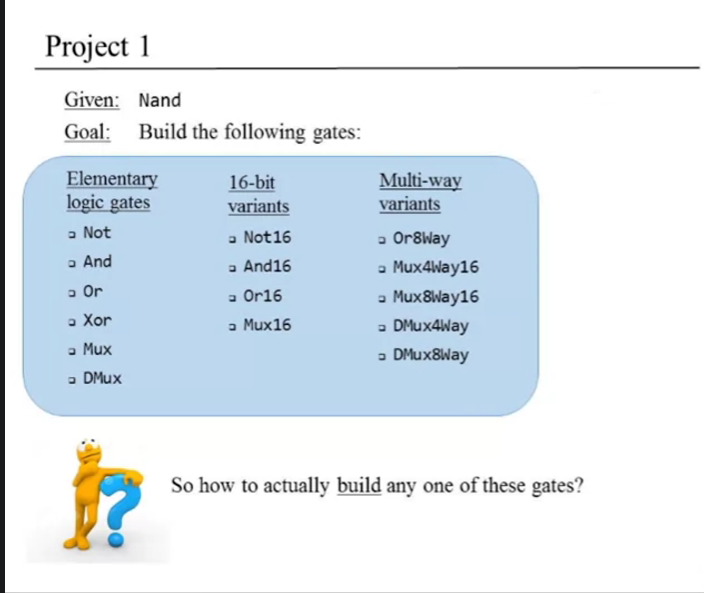 Project 1
Given: Nand
Goal: Build the following gates:
Elementary
logic gates
Not
And
Or
Xor
Mux
DMux
16-bit
variants
Not16
And16
Or16
Mux16
Multi-way
variants
Or8Way
Mux4Way16
Mux8Way16
DMux4Way
DMux8Way
So how to actually build any one of these gates?